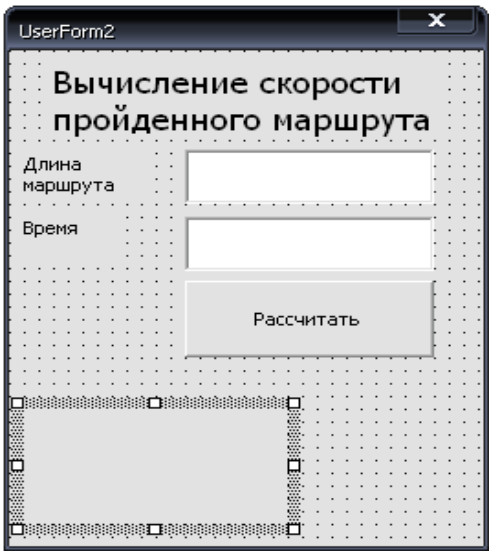 UserForm2
Вычисление скорости
пройденного маршрута
Длина
маршрута
Время
Рассчитать